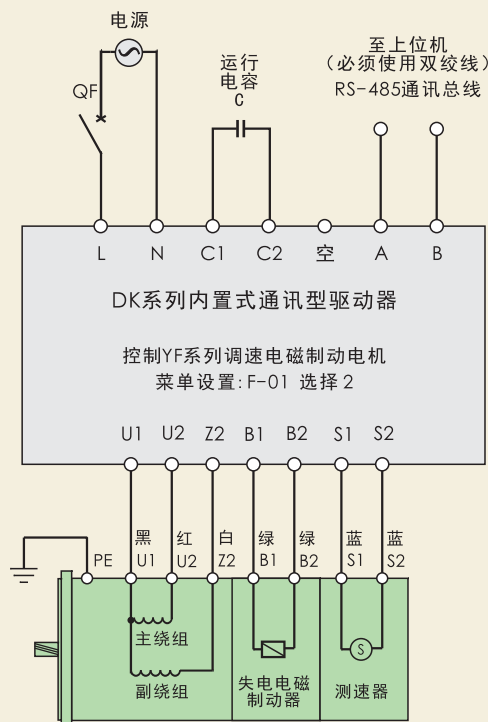 电源
至上位机
（必须使用双绞线）
RS-485通讯总线
运行
电容
C
QF
L N C1 C2 空 A B
DK系列内置式通讯型驱动器
控制YF系列调速电磁制动电机
菜单设置：F-01 选择2
U1 U2 Z2 B1 B2 S1 S2
黑 红 白 绿 绿 蓝 蓝
PE U1 U2 Z2 B1 B2 S1 S2
主绕组
S
副绕组
失电电磁
制动器
测速器